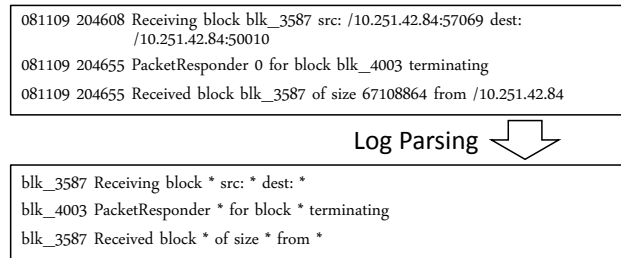 081109 204608 Receiving block blk_3587 src: /10.251.42.84:57069 dest:
/10.251.42.84:50010
081109 204655 PacketResponder 0 for block blk_4003 terminating
081109 204655 Received block blk_3587 of size 67108864 from /10.251.42.84
Log Parsing
blk_3587 Receiving block * src: * dest: *
blk_4003 PacketResponder * for block * terminating
blk_3587 Received block * of size * from *